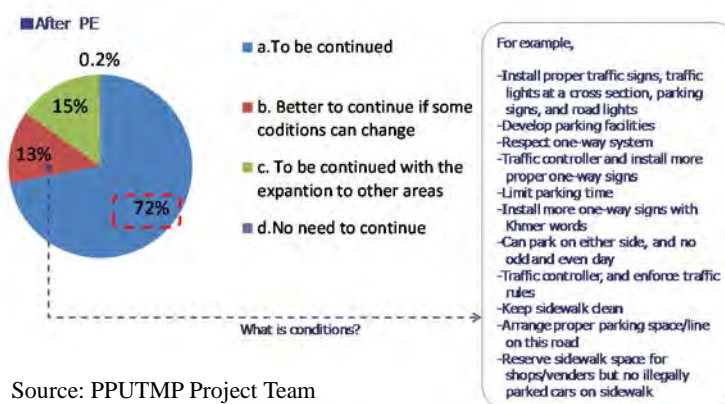 After PE
0.2%
15%
13%
72%
a.To be continued
b. Better to continue if some
coditions can change
c. To be continued with the
expantion to other areas
d.No need to continue
What is conditions?
For example,
-Install proper traffic signs, traffic
lights at a cross section, parking
signs, and road lights
-Develop parking facilities
-Respect one-way system
-Traffic controller and install more
proper one-way signs
-Limit parking time
-Install more one-way signs with
Khmer words
-Can park on either side, and no
odd and even day
-Traffic controller, and enforce traffic
rules
-Keep sidewalk clean
-Arrange proper parking space/line
on this road
-Reserve sidewalk space for
shops/venders but no illegally
parked cars on sidewalk
Source: PPUTMP Project Team